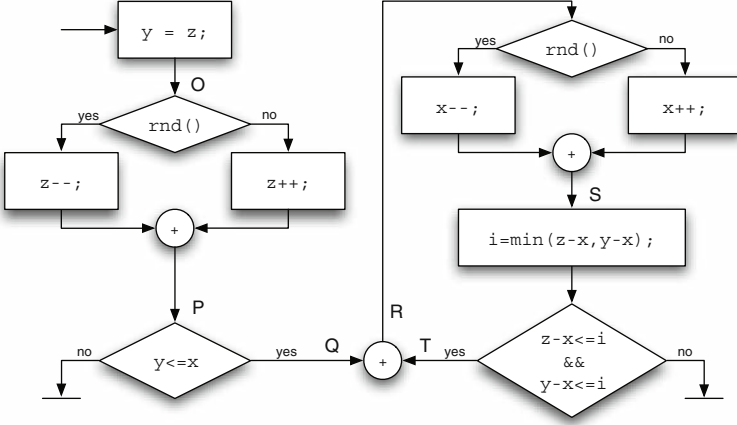 y = z;
O
rnd()
yes
no
z--;
z++;
+
P
y<=x
no
yes
Q
+
R
rnd()
yes
no
x--;
x++;
+
S
i=min(z-x,y-x);
z-x<=i
&&
y-x<=i
yes
no
T